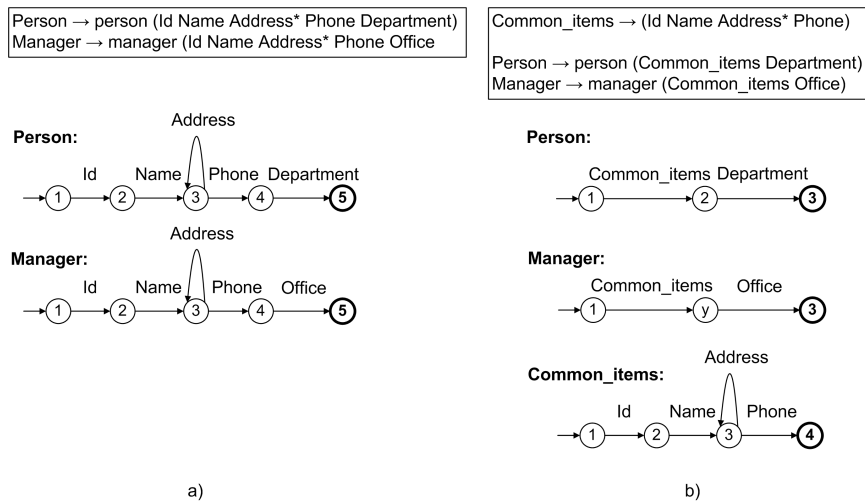 Person → person (Id Name Address* Phone Department)
Manager → manager (Id Name Address* Phone Office
Person:
Address
Id Name Phone Department
1 2 3 4 5
Manager:
Address
Id Name Phone Office
1 2 3 4 5
a)
Common_items → (Id Name Address* Phone)
Person → person (Common_items Department)
Manager → manager (Common_items Office)
Person:
Common_items Department
1 2 3
Manager:
Common_items Office
1 y 3
Common_items:
Address
Id Name Phone
1 2 3 4
b)